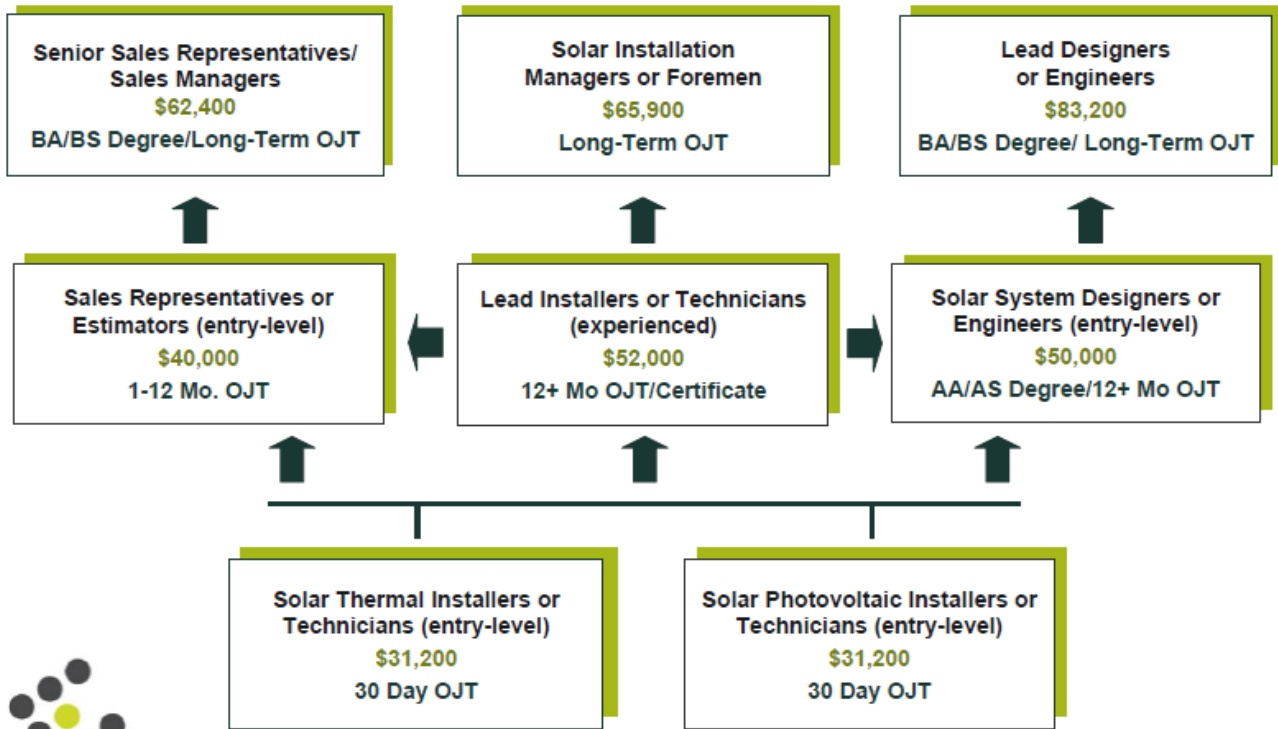 Senior Sales Representatives/
Sales Managers
$62,400
BA/BS Degree/Long-Term OJT
Solar Installation
Managers or Foremen
$65,900
Long-Term OJT
Lead Designers
or Engineers
$83,200
BA/BS Degree/ Long-Term OJT
Sales Representatives or
Estimators (entry-level)
$40,000
1-12 Mo. OJT
Lead Installers or Technicians
(experienced)
$52,000
12+ Mo OJT/Certificate
Solar System Designers or
Engineers (entry-level)
$50,000
AA/AS Degree/12+ Mo OJT
Solar Thermal Installers or
Technicians (entry-level)
$31,200
30 Day OJT
Solar Photovoltaic Installers or
Technicians (entry-level)
$31,200
30 Day OJT